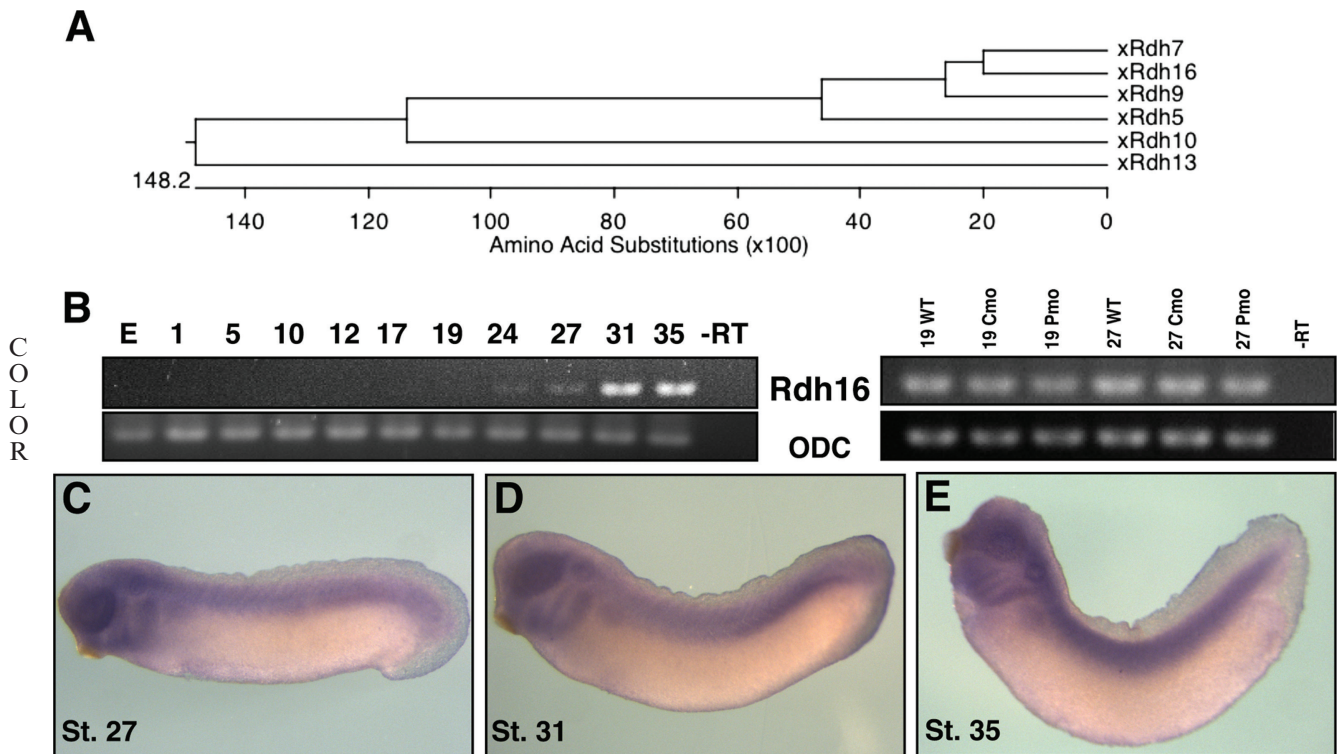 A
xRdh7
xRdh16
xRdh9
xRdh5
xRdh10
xRdh13
148.2
140 120 100 80 60 40 20 0
Amino Acid Substitutions (x100)
B
E 1 5 10 12 17 19 24 27 31 35 -RT
19 WT
19 Cmo
19 Pmo
27 WT
27 Cmo
27 Pmo
-RT
Rdh16
ODC
COLOR
C
St. 27
D
St. 31
E
St. 35